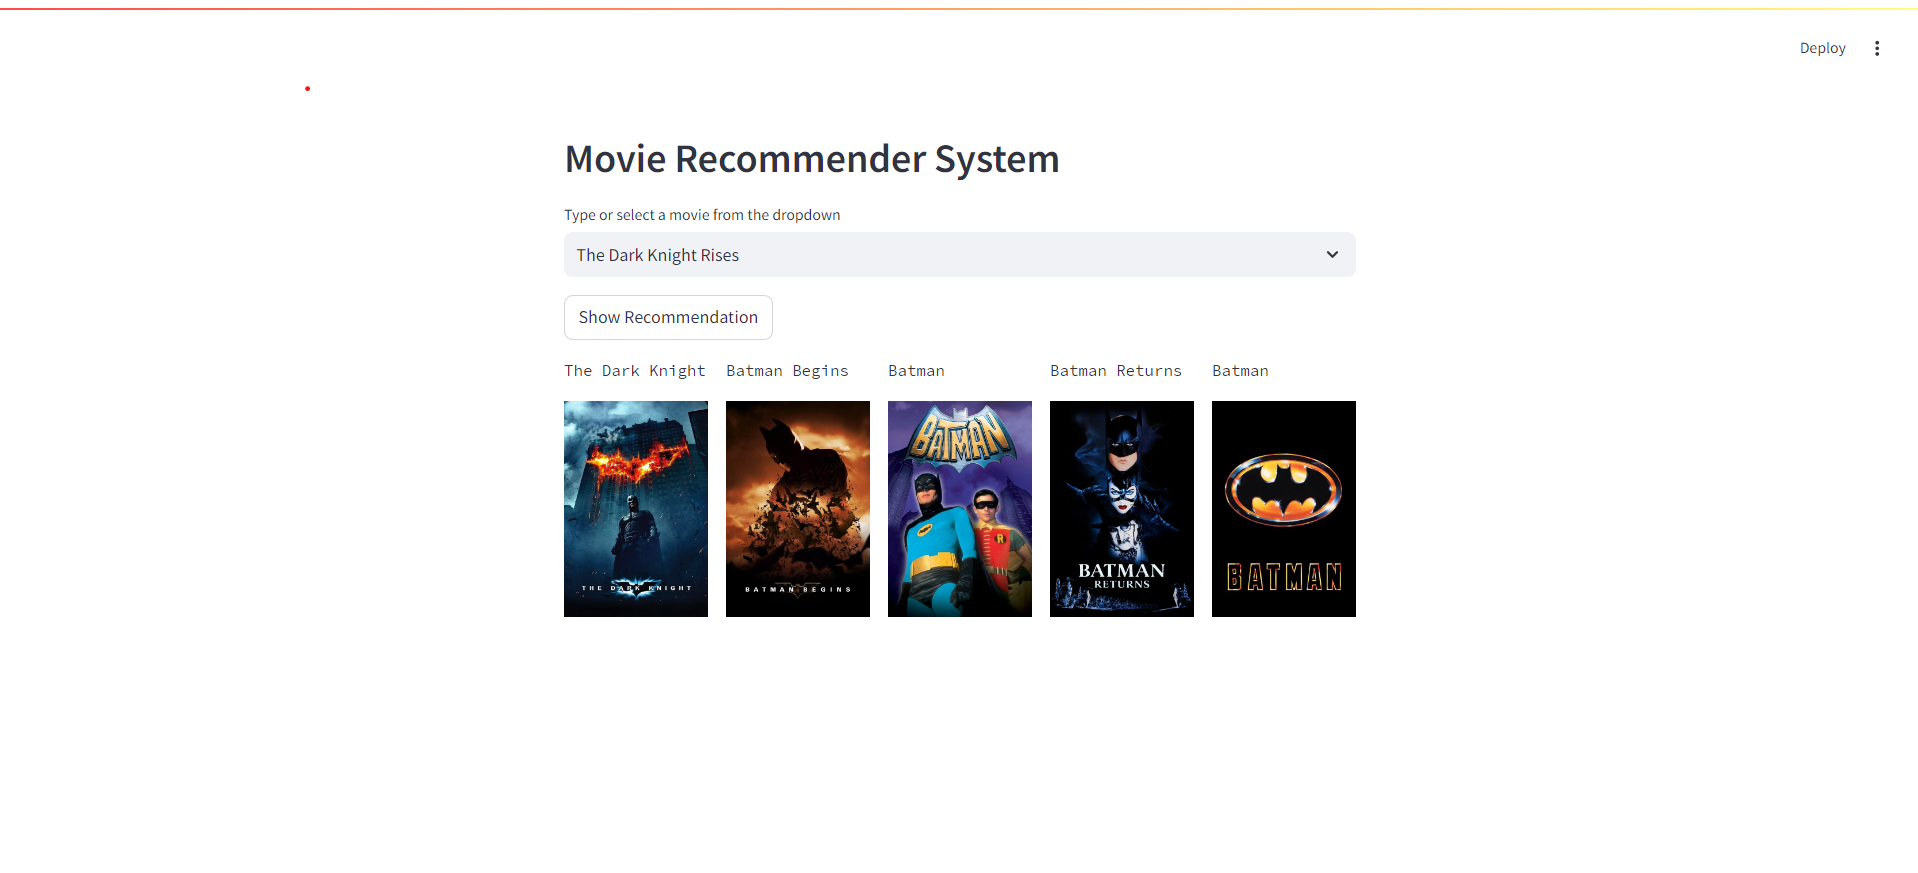 Deploy
Movie Recommender System
Type or select a movie from the dropdown
The Dark Knight Rises
Show Recommendation
The Dark Knight
Batman Begins
Batman
Batman Returns
Batman
THE DARK KNIGHT
BATMAN BEGINS
BATMAN
R
BATMAN
RETURNS
BATMAN